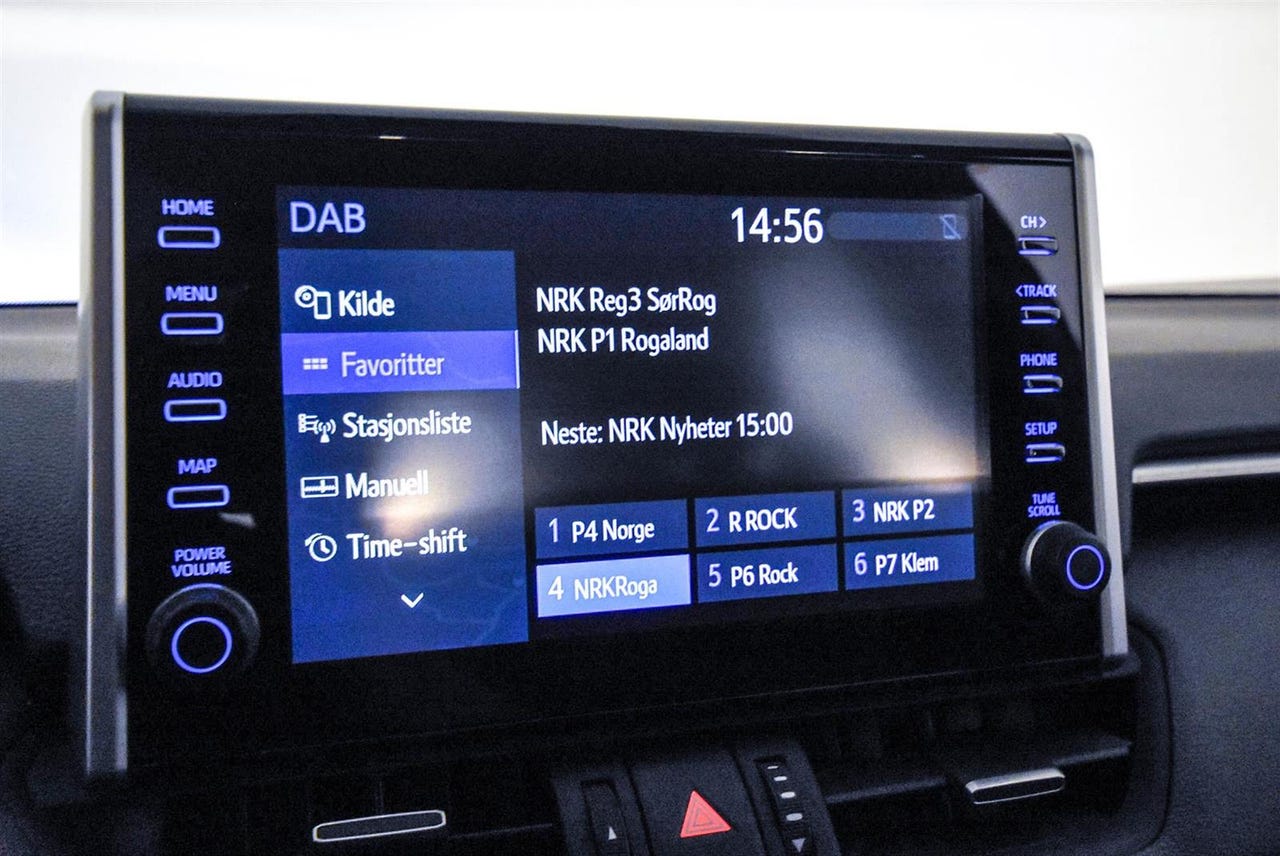 HOME
MENU
AUDIO
MAP
POWER
VOLUME
DAB
14:56
Kilde
Favoritter
Stasjonsliste
Manuell
Time-shift
NRK Reg3 SørRog
NRK P1 Rogaland
Neste: NRK Nyheter 15:00
1 P4 Norge
2 R ROCK
3 NRK P2
4 NRKRoga
5 P6 Rock
6 P7 Klem
CH>
<TRACK
PHONE
SETUP
TUNE
SCROLL